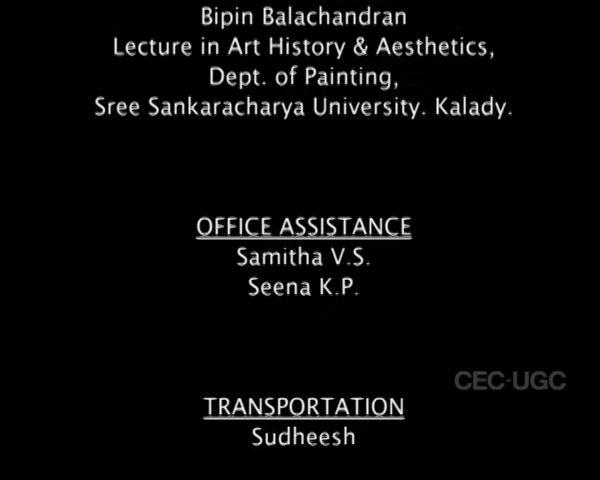 Bipin Balachandran
Lecture in Art History & Aesthetics,
Dept. of Painting,
Sree Sankaracharya University. Kalady.
OFFICE ASSISTANCE
Samitha V.S.
Seena K.P.
CEC-UGC
TRANSPORTATION
Sudheesh